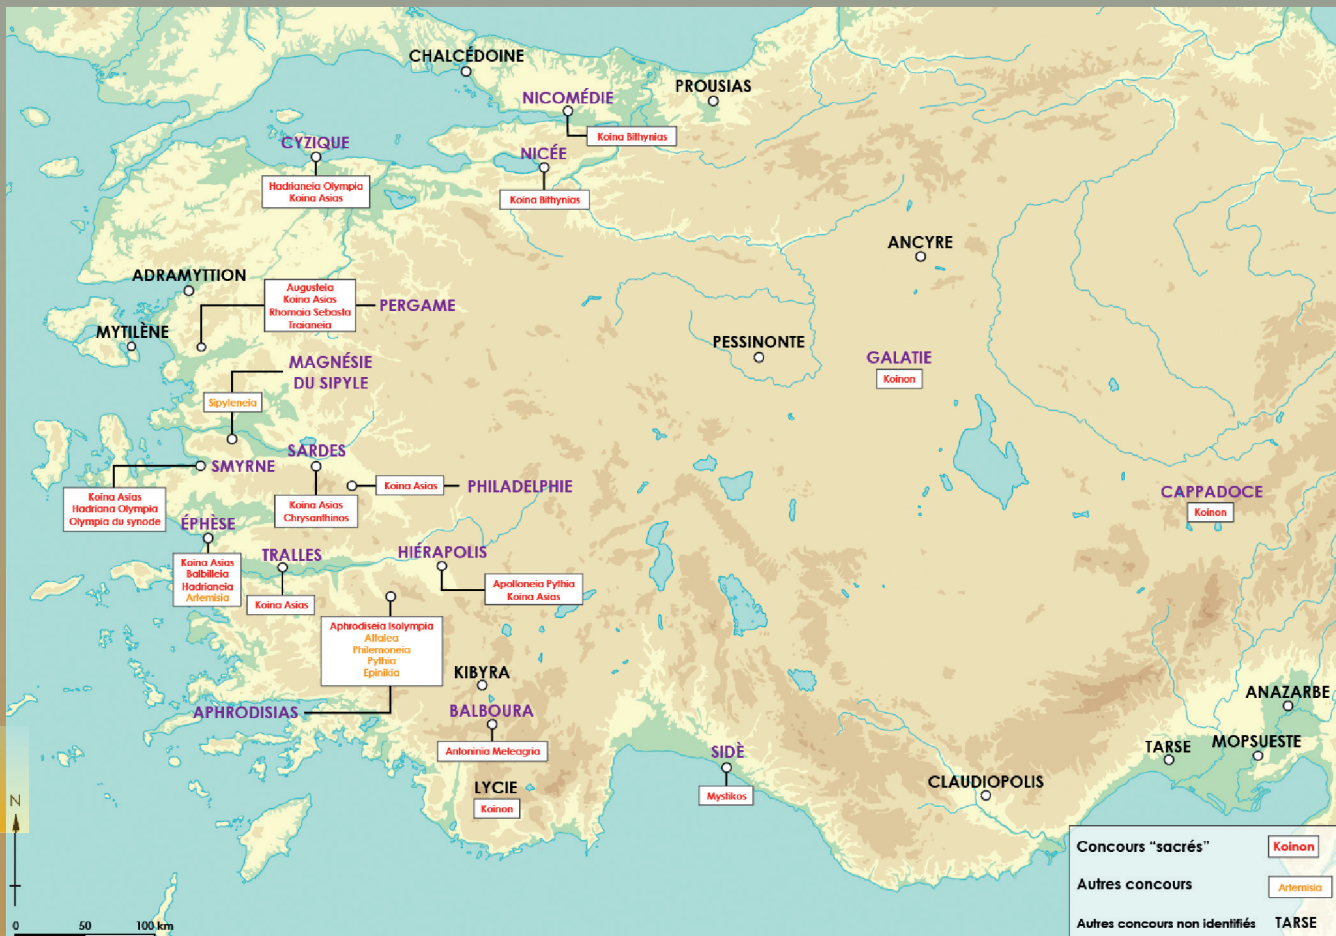 CHALCÉDOINE
PROUSIAS
NICOMÉDIE
Koina Bithynias
CYZIQUE
Hadrianeia Olympia
Koina Asias
NICÉE
Koina Bithynias
ANCYRE
ADRAMYTTION
Augusteia
Koina Asias
Rhomaia Sebasta
Traianeia
PERGAME
MYTILÈNE
PESSINONTE
GALATIE
Koinon
MAGNÉSIE
DU SIPYLE
Sipyleneia
SARDES
Koina Asias
Chrysanthinos
SMYRNE
Koina Asias
Hadriana Olympia
Olympia du synode
Koina Asias
PHILADELPHIE
CAPPADOCE
Koinon
ÉPHÈSE
Koina Asias
Balbilleia
Hadrianeia
Artemisia
TRALLES
Koina Asias
HIÉRAPOLIS
Apolloneia Pythia
Koina Asias
Aphrodiseia Isolympia
Attalea
Philemoneia
Pythia
Epinikia
APHRODISIAS
KIBYRA
BALBOURA
Antoninia Meleagria
LYCIE
Koinon
SIDÈ
Mystikos
CLAUDIOPOLIS
TARSE
MOPSUESTE
ANAZARBE
N
0 50 100 km
Concours "sacrés" Koinon
Autres concours Artemisia
Autres concours non identifiés TARSE